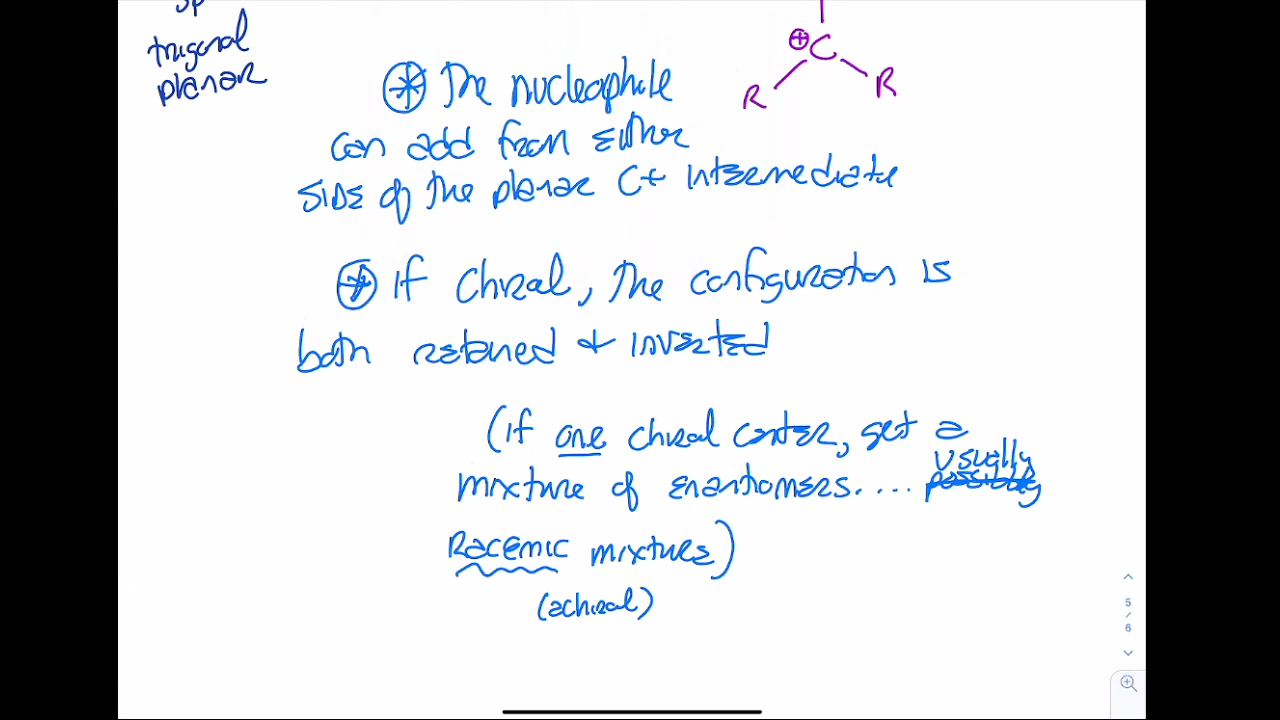 sp
trigonal
planar
⊕ C
R R
⊛ The nucleophile
can add from either
side of the planar C+ intermediate
⊛ If chiral, the configuration is
both retained & inverted
(if one chiral center, get a
mixture of enantiomers.... usually
Racemic mixture)
(achiral)
5
/
6